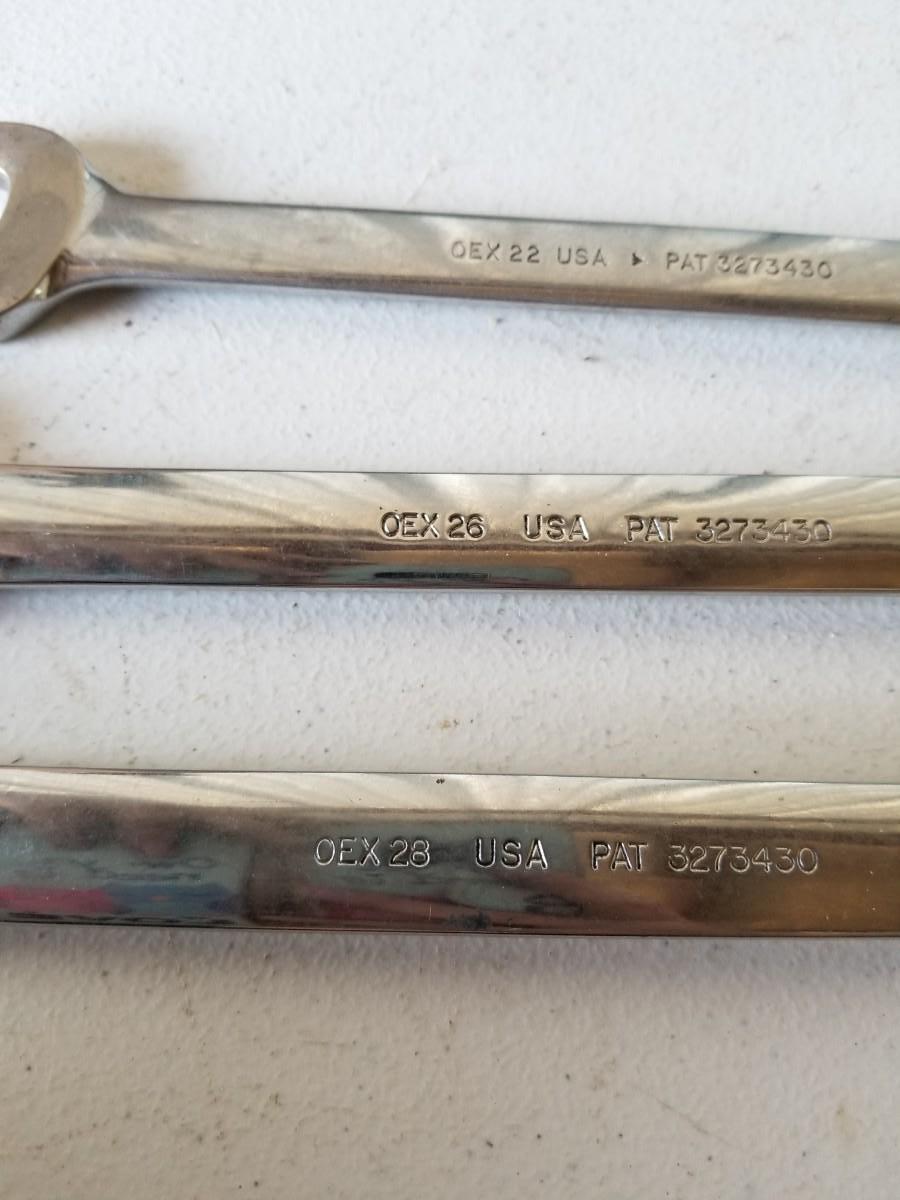 OEX 22 USA ▸ PAT 3273430
OEX 26 USA PAT 3273430
OEX 28 USA PAT 3273430